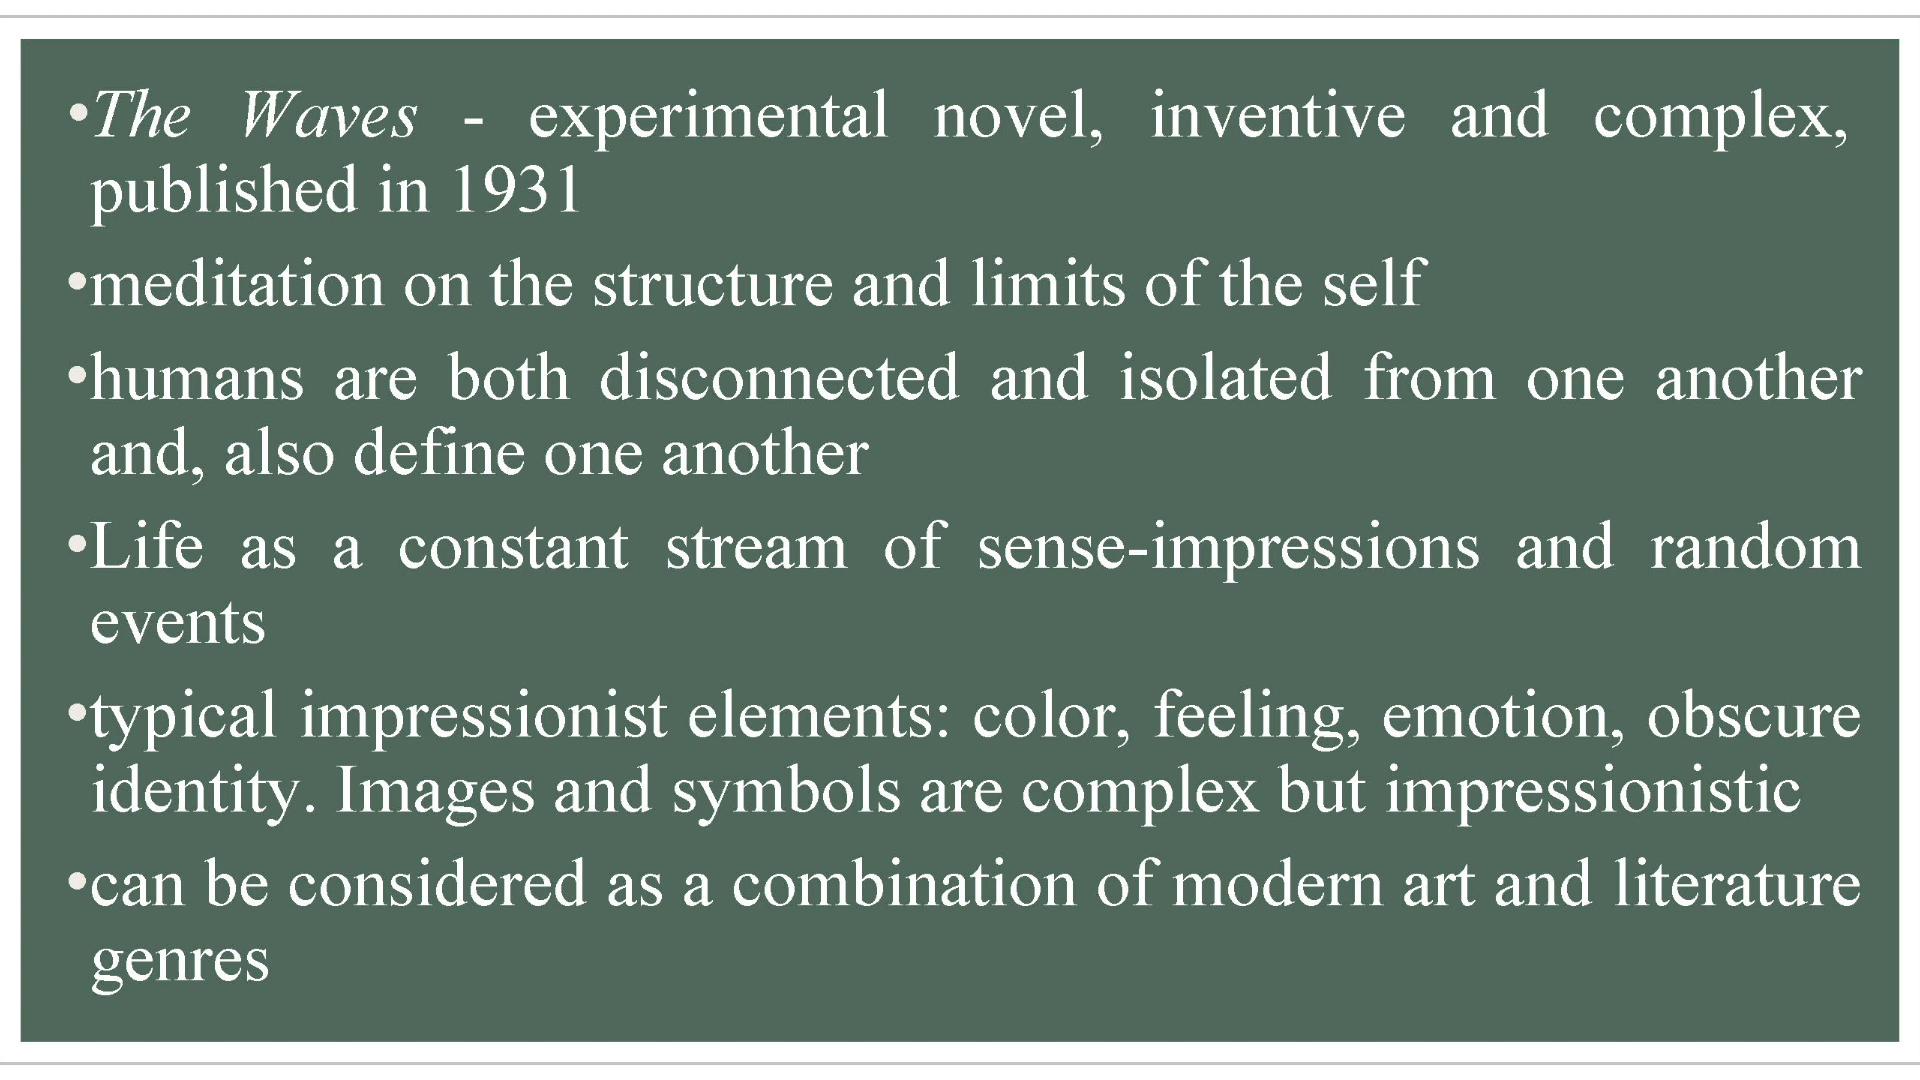 •The Waves - experimental novel, inventive and complex,
published in 1931
•meditation on the structure and limits of the self
•humans are both disconnected and isolated from one another
and, also define one another
•Life as a constant stream of sense-impressions and random
events
•typical impressionist elements: color, feeling, emotion, obscure
identity. Images and symbols are complex but impressionistic
•can be considered as a combination of modern art and literature
genres